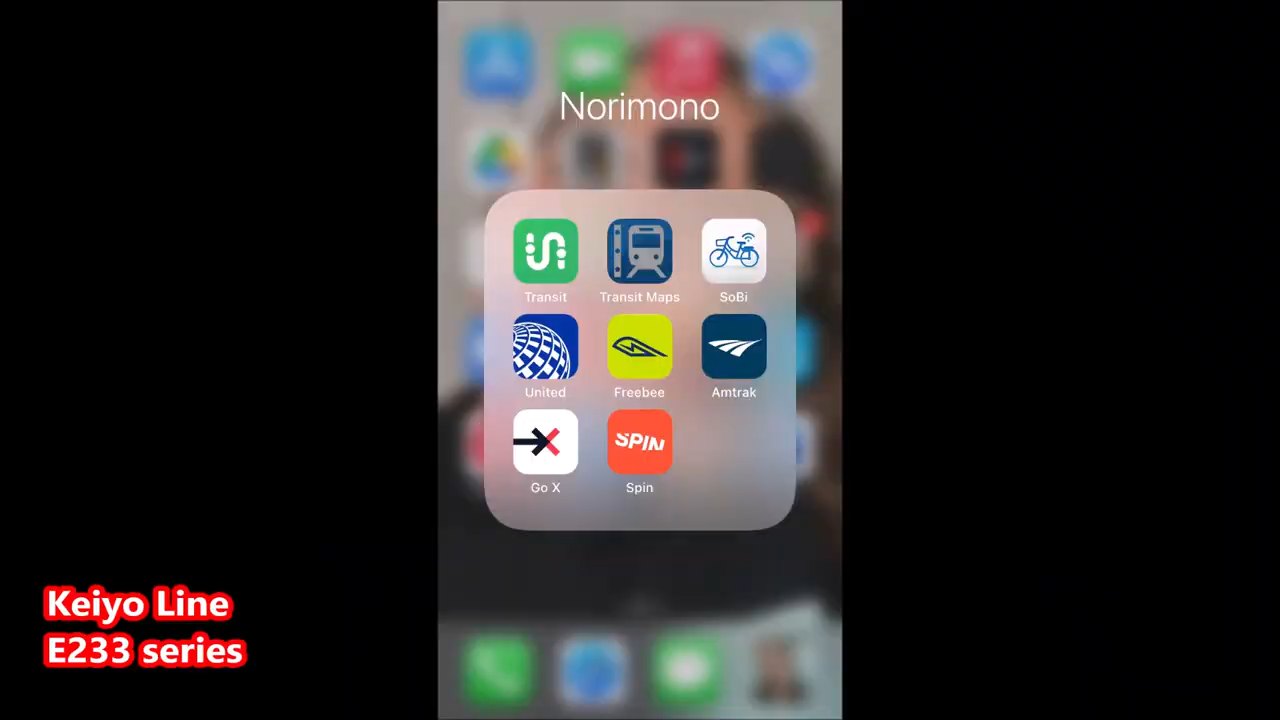 Norimono
Transit
Transit Maps
SoBi
United
Freebee
Amtrak
SPIN
Go X
Spin
Keiyo Line
E233 series